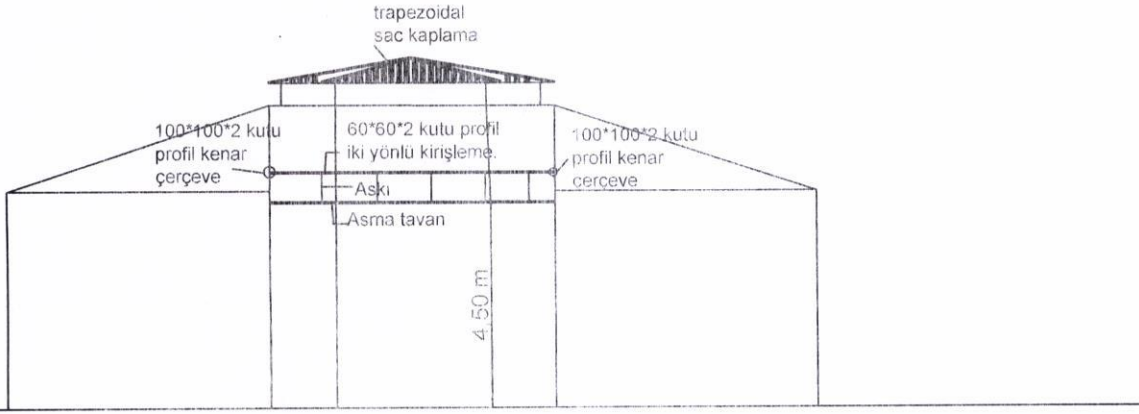 trapezoidal
sac kaplama
100*100*2 kutu
profil kenar
çerçeve
60*60*2 kutu profil
iki yönlü kirişleme.
100*100*2 kutu
profil kenar
çerçeve
Askı
Asma tavan
4,50 m